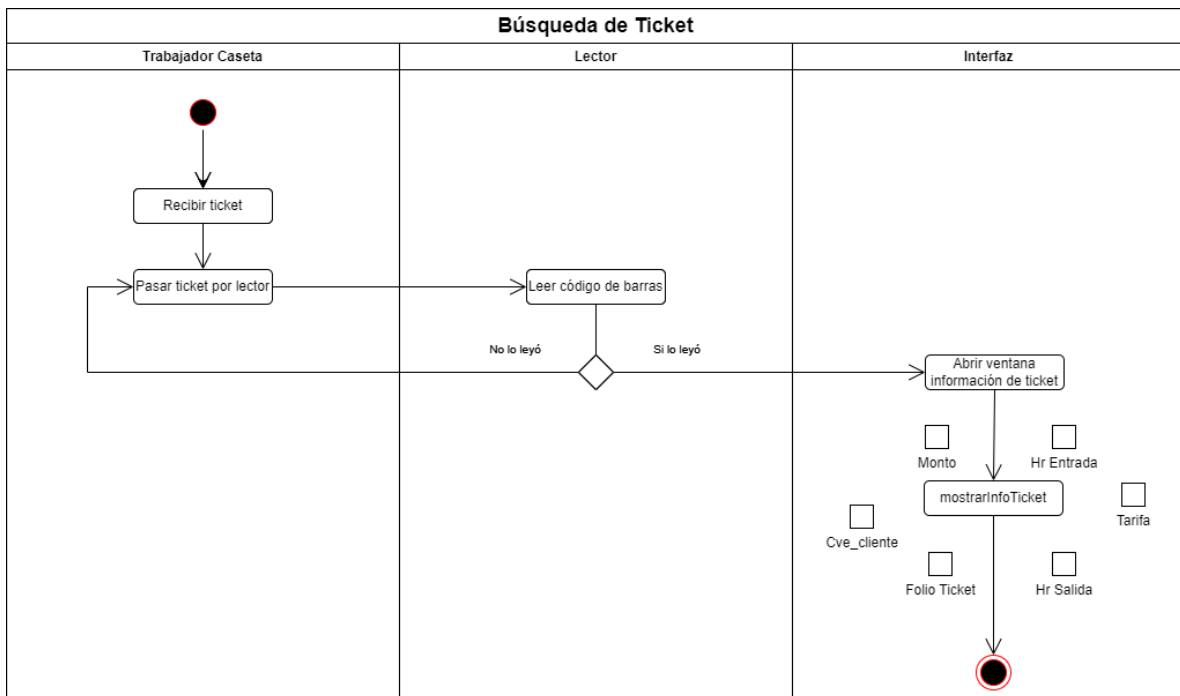 Búsqueda de Ticket
Trabajador Caseta
Lector
Interfaz
Recibir ticket
Pasar ticket por lector
Leer código de barras
No lo leyó
Si lo leyó
Abrir ventana
información de ticket
Monto
Hr Entrada
mostrarInfoTicket
Tarifa
Cve_cliente
Folio Ticket
Hr Salida